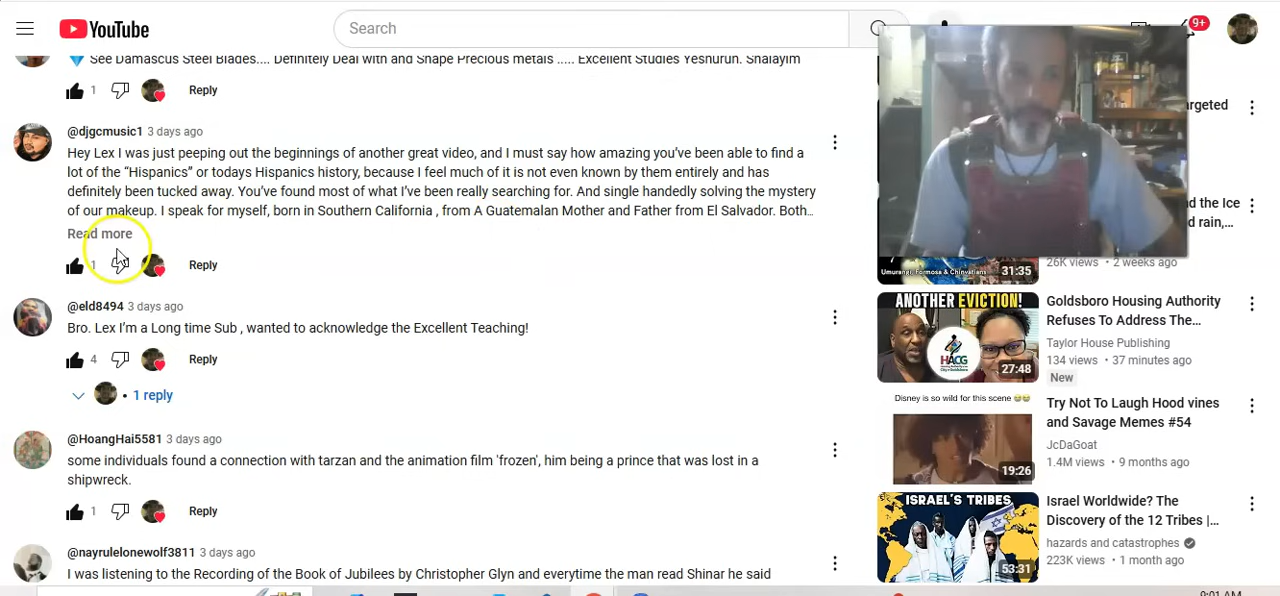 YouTube
Search
9+
See Damascus Steel Blades.... Definitely Deal with and Shape Precious metals ..... Excellent Studies Yeshurun. Shalayim
1
Reply
@djgcmusic1 3 days ago
Hey Lex I was just peeping out the beginnings of another great video, and I must say how amazing you've been able to find a
lot of the “Hispanics” or todays Hispanics history, because I feel much of it is not even known by them entirely and has
definitely been tucked away. You've found most of what I've been really searching for. And single handedly solving the mystery
of our makeup. I speak for myself, born in Southern California , from A Guatemalan Mother and Father from El Salvador. Both...
Read more
1
Reply
@eld8494 3 days ago
Bro. Lex I'm a Long time Sub , wanted to acknowledge the Excellent Teaching!
4
Reply
• 1 reply
@HoangHai5581 3 days ago
some individuals found a connection with tarzan and the animation film 'frozen', him being a prince that was lost in a
shipwreck.
1
Reply
@nayrulelonewolf3811 3 days ago
I was listening to the Recording of the Book of Jubilees by Christopher Glyn and everytime the man read Shinar he said
argeted
nd the Ice
d rain,...
26K views • 2 weeks ago
Umurangi, Formosa & Chinvatians
31:35
ANOTHER EVICTION!
HACG
27:48
Goldsboro Housing Authority
Refuses To Address The...
Taylor House Publishing
134 views • 37 minutes ago
New
Disney is so wild for this scene 😂😂
19:26
Try Not To Laugh Hood vines
and Savage Memes #54
JcDaGoat
1.4M views • 9 months ago
ISRAEL'S TRIBES
53:31
Israel Worldwide? The
Discovery of the 12 Tribes |...
hazards and catastrophes
223K views • 1 month ago
9:01 AM